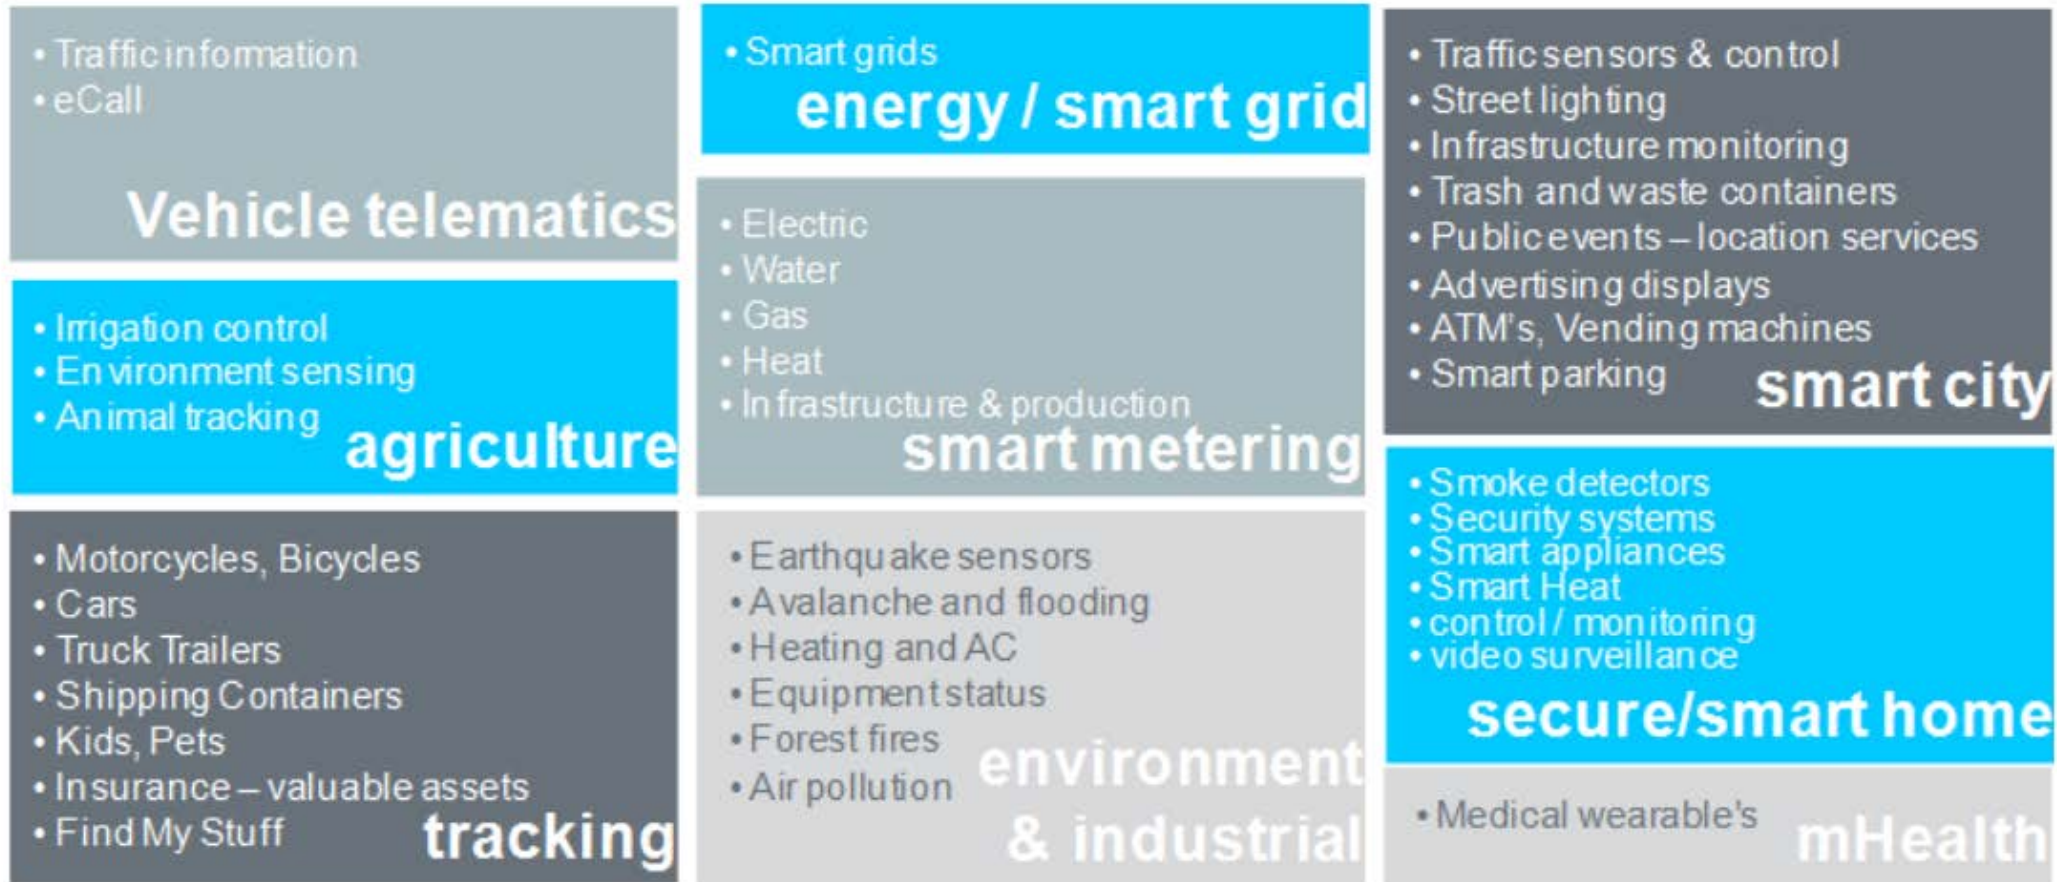 • Traffic information
• eCall
Vehicle telematics
• Irrigation control
• Environment sensing
• Animal tracking
agriculture
• Motorcycles, Bicycles
• Cars
• Truck Trailers
• Shipping Containers
• Kids, Pets
• Insurance – valuable assets
• Find My Stuff
tracking
• Smart grids
energy / smart grid
• Electric
• Water
• Gas
• Heat
• Infrastructure & production
smart metering
• Earthquake sensors
• Avalanche and flooding
• Heating and AC
• Equipment status
• Forest fires
• Air pollution
environment
& industrial
• Traffic sensors & control
• Street lighting
• Infrastructure monitoring
• Trash and waste containers
• Public events – location services
• Advertising displays
• ATM's, Vending machines
• Smart parking
smart city
• Smoke detectors
• Security systems
• Smart appliances
• Smart Heat
• control / monitoring
• video surveillance
secure/smart home
• Medical wearable's
mHealth